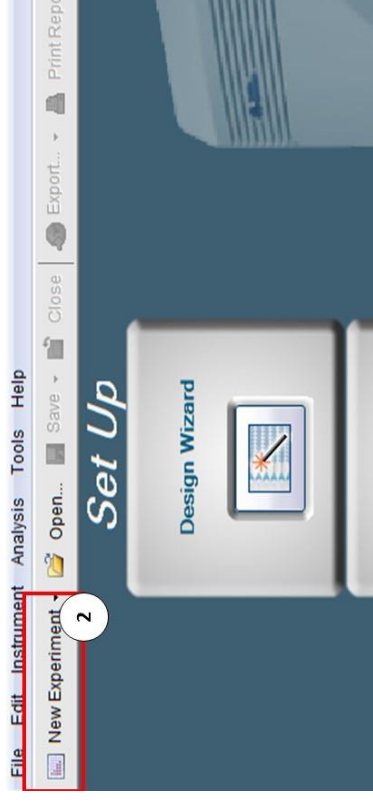 File Edit Instrument Analysis Tools Help
New Experiment Open... Save Close Export... Print Repo
2
Set Up
Design Wizard